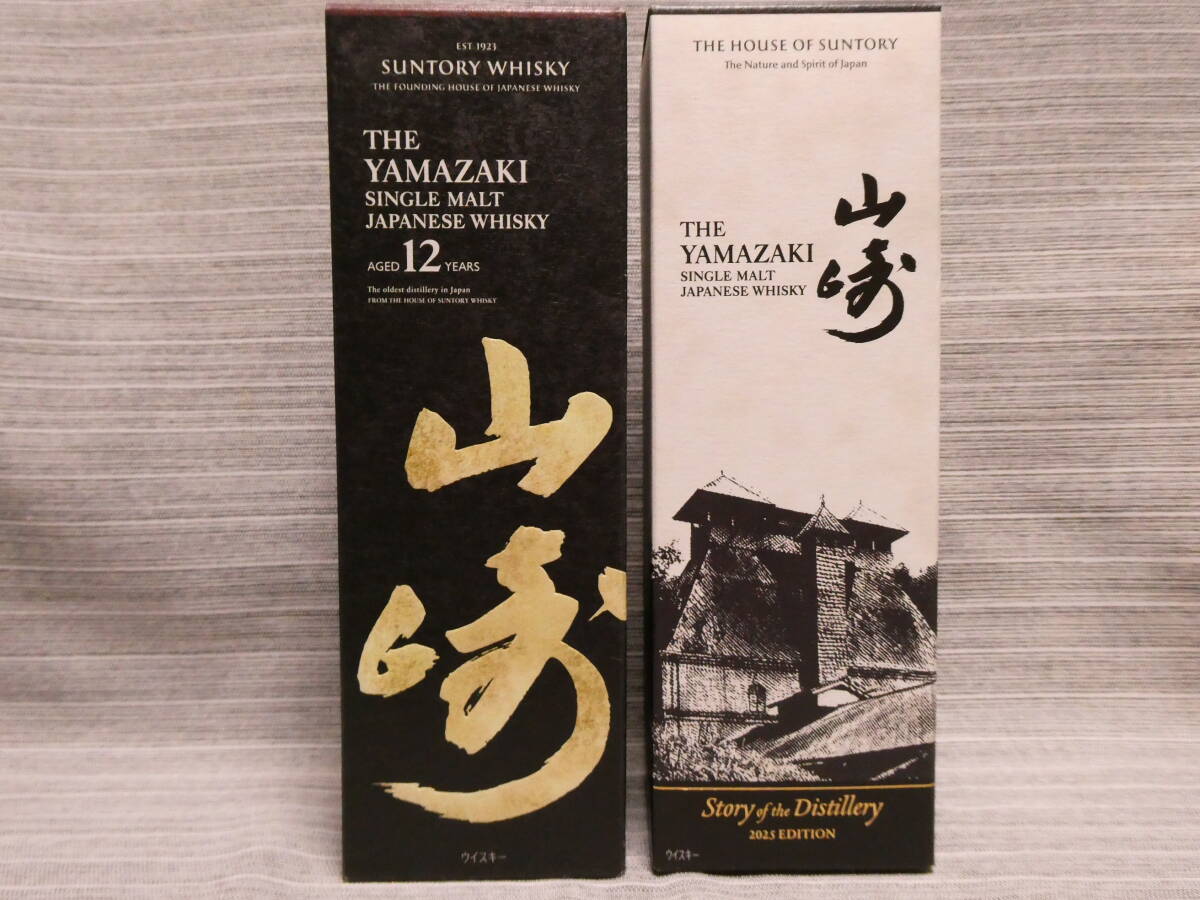 EST 1923
SUNTORY WHISKY
THE FOUNDING HOUSE OF JAPANESE WHISKY
THE
YAMAZAKI
SINGLE MALT
JAPANESE WHISKY
AGED 12 YEARS
The oldest distillery in Japan
FROM THE HOUSE OF SUNTORY WHISKY
山
崎
ウイスキー
THE HOUSE OF SUNTORY
The Nature and Spirit of Japan
THE
YAMAZAKI
SINGLE MALT
JAPANESE WHISKY
山
崎
Story of the Distillery
2025 EDITION
ウイスキー